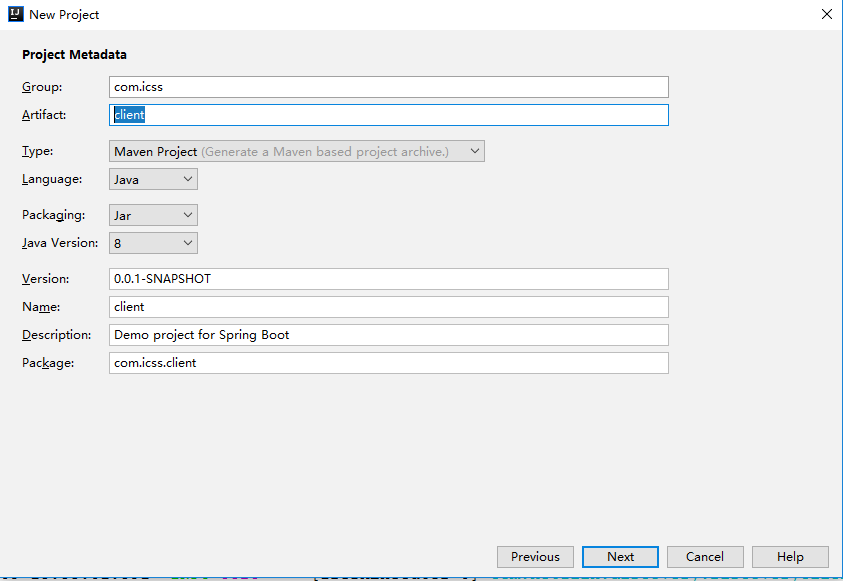 New Project
Project Metadata
Group: com.icss
Artifact: client
Type: Maven Project (Generate a Maven based project archive.)
Language: Java
Packaging: Jar
Java Version: 8
Version: 0.0.1-SNAPSHOT
Name: client
Description: Demo project for Spring Boot
Package: com.icss.client
Previous Next Cancel Help